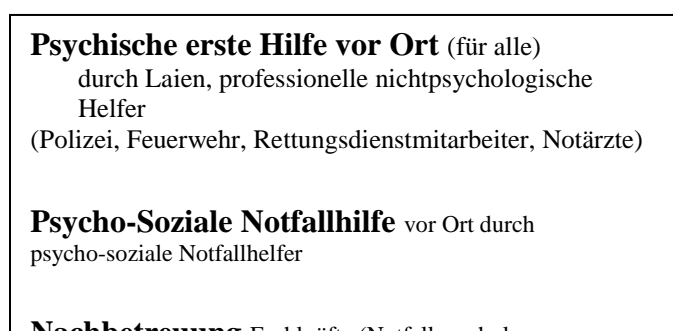 Psychische erste Hilfe vor Ort (für alle)
durch Laien, professionelle nichtpsychologische
Helfer
(Polizei, Feuerwehr, Rettungsdienstmitarbeiter, Notärzte)
Psycho-Soziale Notfallhilfe vor Ort durch
psycho-soziale Notfallhelfer
Nachbetreuung